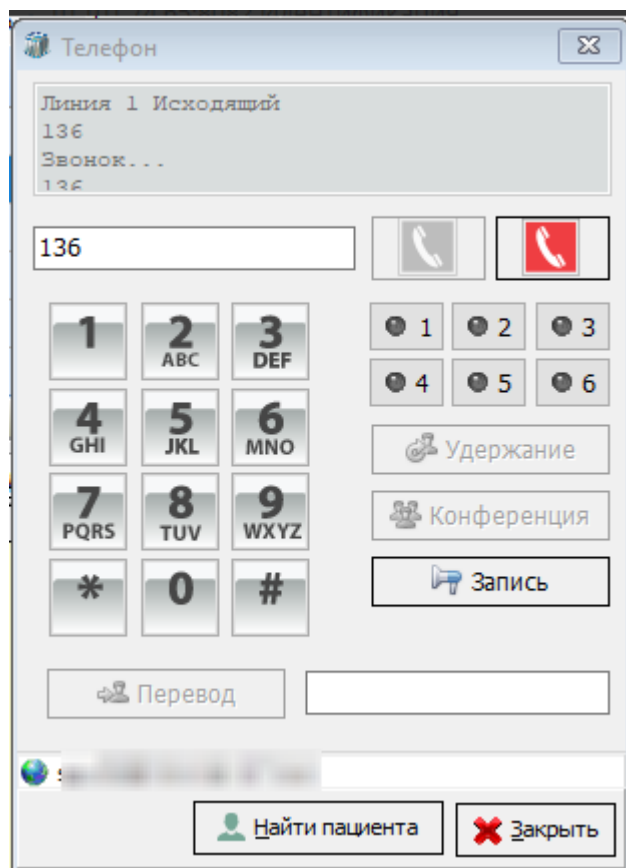 Телефон
Линия 1 Исходящий
136
Звонок...
136
136
1
2 ABC
3 DEF
1
2
3
4 GHI
5 JKL
6 MNO
4
5
6
Удержание
7 PQRS
8 TUV
9 WXYZ
Конференция
*
0
#
Запись
Перевод
Найти пациента
Закрыть